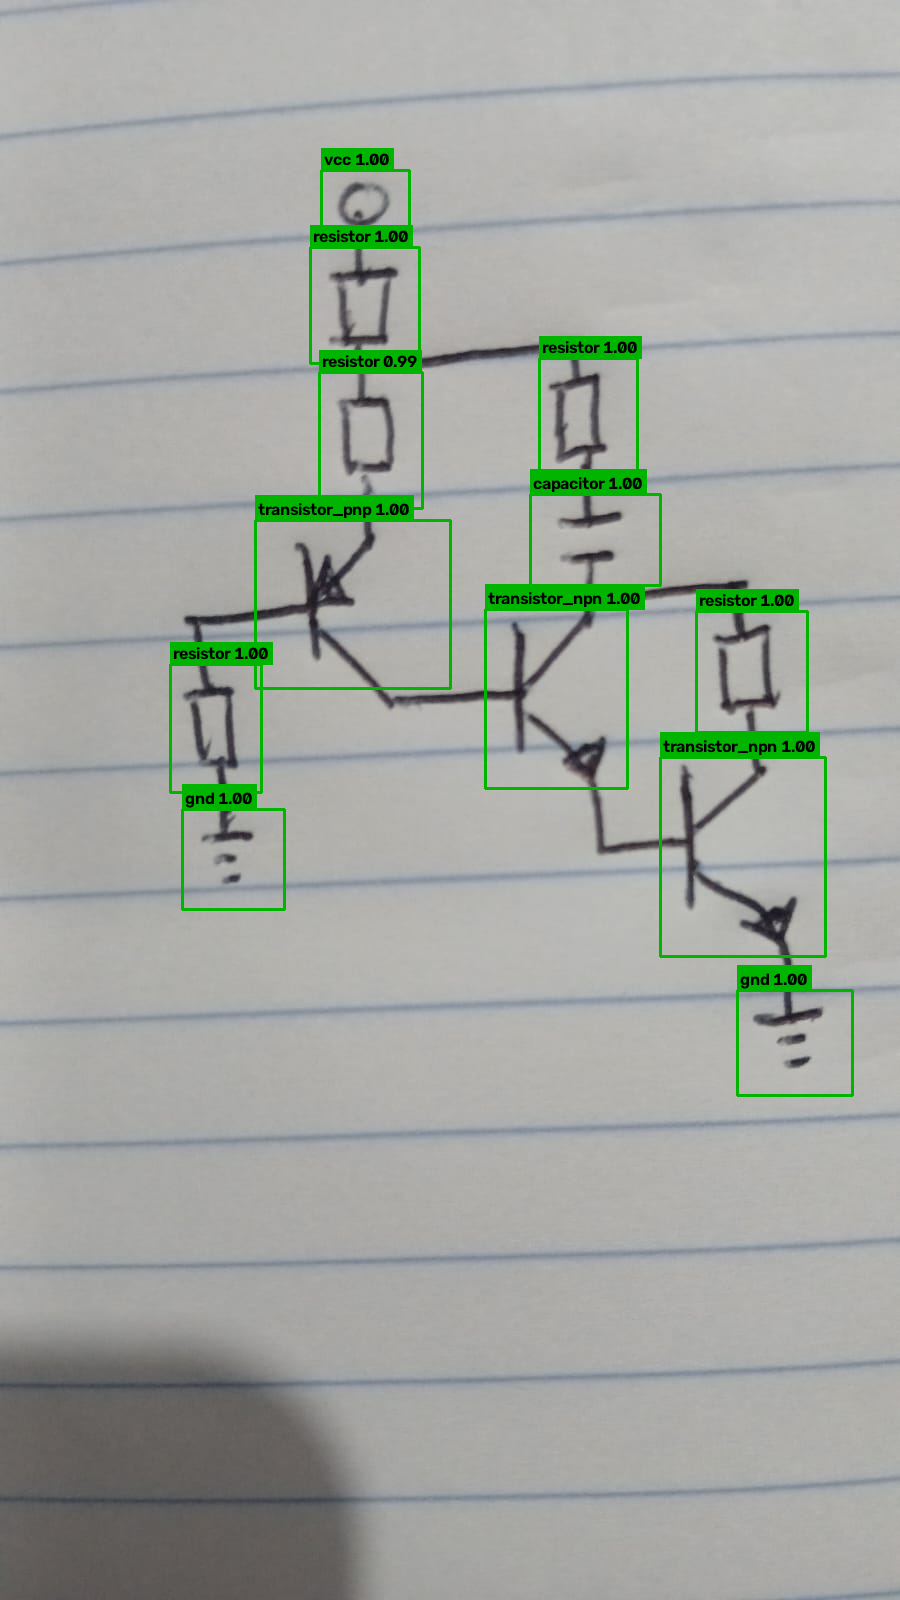 vcc 1.00
resistor 1.00
resistor 0.99
resistor 1.00
capacitor 1.00
transistor_pnp 1.00
transistor_npn 1.00
resistor 1.00
resistor 1.00
transistor_npn 1.00
gnd 1.00
gnd 1.00